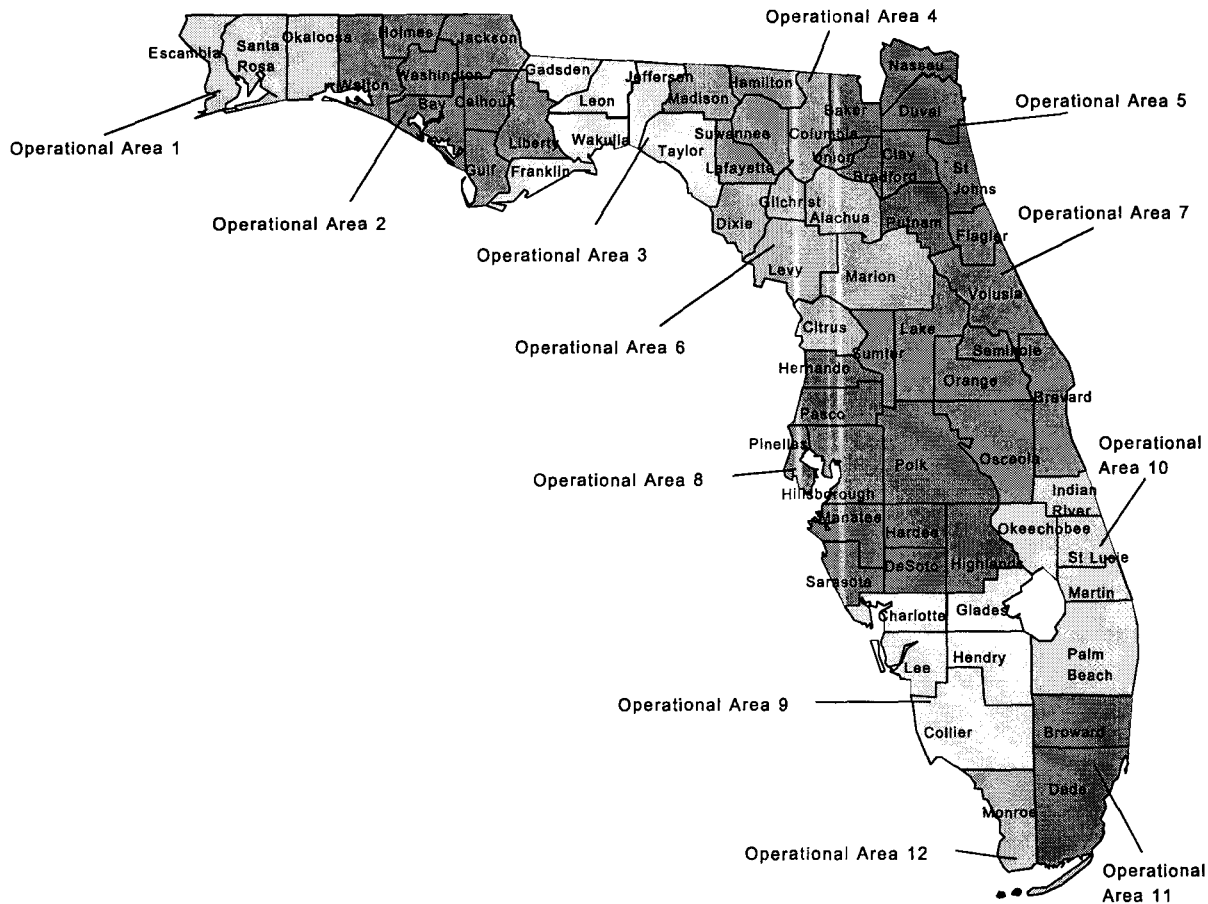 Escambia
Santa
Rosa
Okaloosa
Walton
Holmes
Jackson
Washington
Bay
Calhoun
Gulf
Liberty
Gadsden
Leon
Wakulla
Franklin
Jefferson
Madison
Taylor
Hamilton
Suwannee
Lafayette
Dixie
Columbia
Baker
Union
Bradford
Gilchrist
Alachua
Levy
Nassau
Duval
Clay
St
Johns
Putnam
Flagler
Marion
Volusia
Citrus
Sumter
Lake
Seminole
Orange
Hernando
Pasco
Bravard
Pinellas
Hillsborough
Polk
Osceola
Indian
River
Manatee
Hardee
Highlands
Okeechobee
St Lucie
Sarasota
DeSoto
Martin
Charlotte
Glades
Lee
Hendry
Palm
Beach
Collier
Broward
Monroe
Dade
Operational Area 1
Operational Area 2
Operational Area 3
Operational Area 4
Operational Area 5
Operational Area 6
Operational Area 7
Operational Area 8
Operational Area 9
Operational
Area 10
Operational
Area 11
Operational Area 12